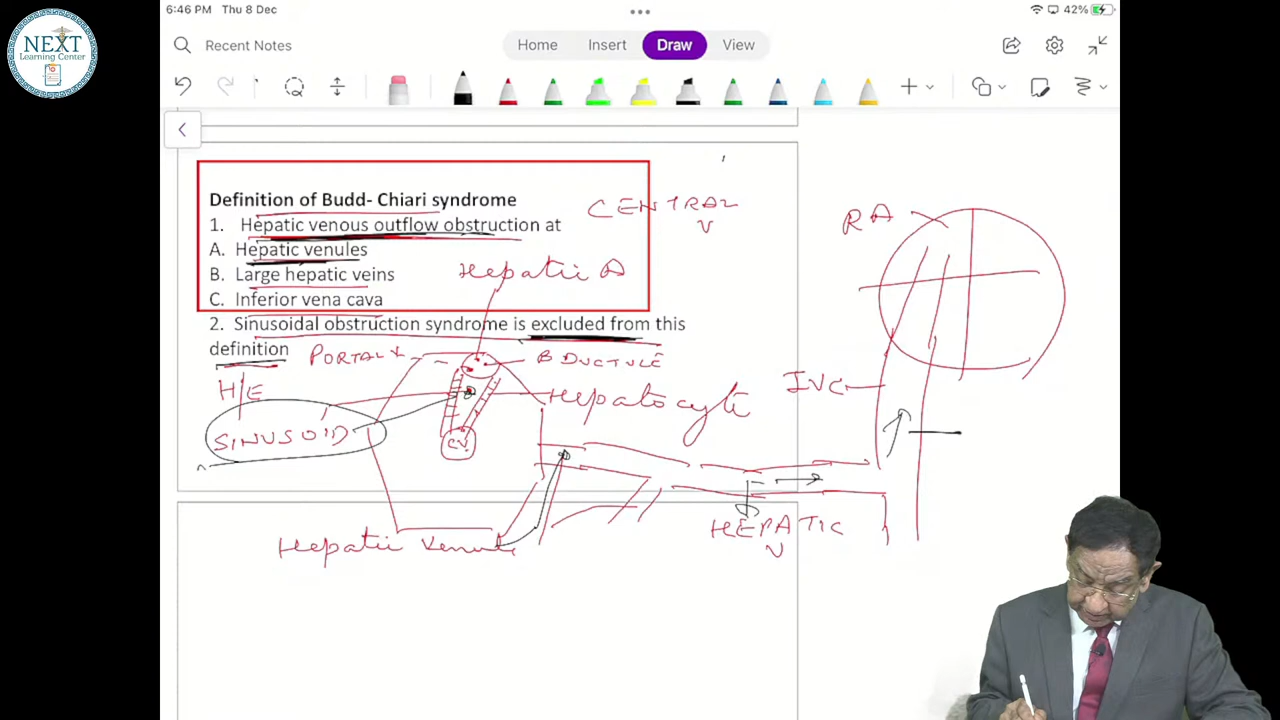 6:46 PM Thu 8 Dec
42%
NEXT
Learning Center
Recent Notes
Home Insert Draw View
Definition of Budd- Chiari syndrome
1. Hepatic venous outflow obstruction at
A. Hepatic venules
B. Large hepatic veins
C. Inferior vena cava
2. Sinusoidal obstruction syndrome is excluded from this
definition
CENTRAL
V
Hepatic A
RA
PORTAL V
B DUCTULE
H/E
Hepatocyte
IVC
SINUSOID
CV
HEPATIC
V
Hepatic Venule